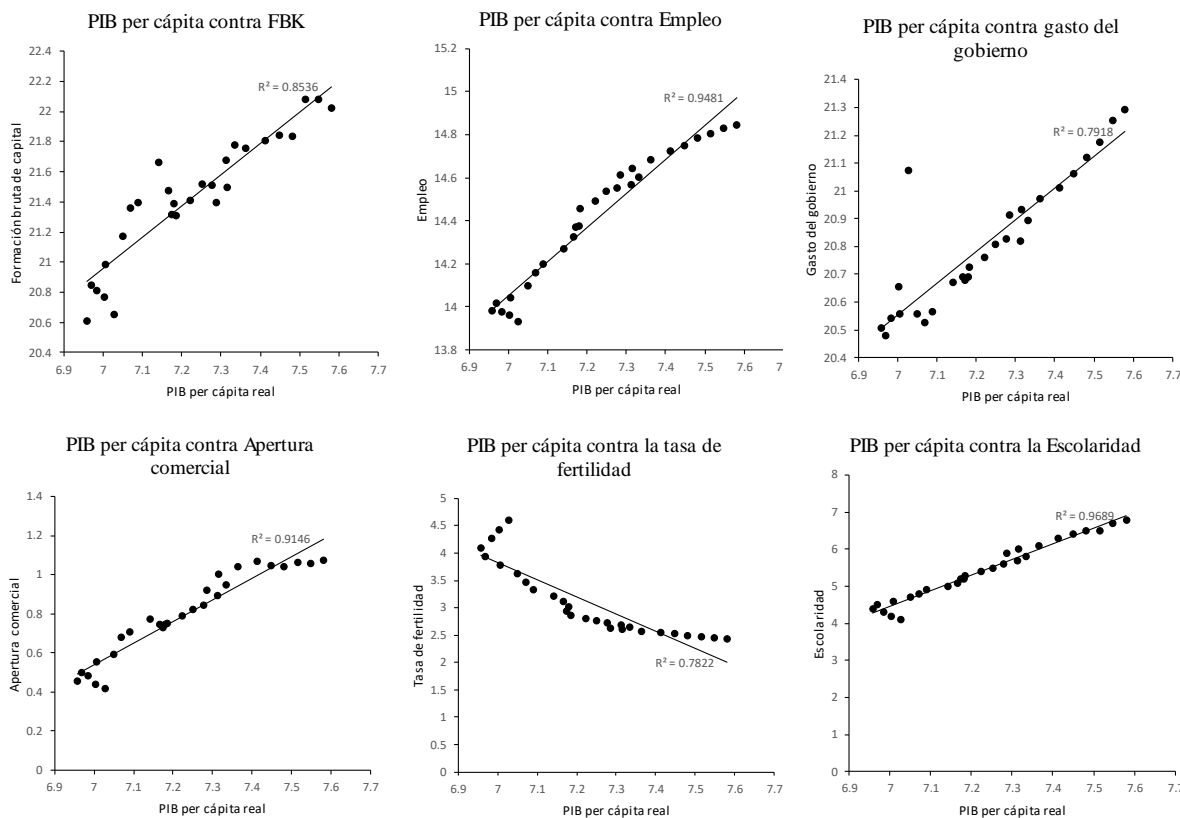 PIB per cápita contra FBK
22.4
22.2
22
21.8
21.6
21.4
21.2
21
20.8
20.6
20.4
R² = 0.8536
Formación bruta de capital
6.9 7 7.1 7.2 7.3 7.4 7.5 7.6 7.7
PIB per cápita real
PIB per cápita contra Empleo
15.2
15
14.8
14.6
14.4
14.2
14
13.8
R² = 0.9481
Empleo
6.9 7 7.1 7.2 7.3 7.4 7.5 7.6 7.7
PIB per cápita real
PIB per cápita contra gasto del
gobierno
21.4
21.3
21.2
21.1
21
20.9
20.8
20.7
20.6
20.5
20.4
R² = 0.7918
Gasto del gobierno
6.9 7 7.1 7.2 7.3 7.4 7.5 7.6 7.7
PIB per cápita real
PIB per cápita contra Apertura
comercial
1.4
1.2
1
0.8
0.6
0.4
0.2
0
R² = 0.9146
Apertura comercial
6.9 7 7.1 7.2 7.3 7.4 7.5 7.6 7.7
PIB per cápita real
PIB per cápita contra la tasa de
fertilidad
5
4.5
4
3.5
3
2.5
2
1.5
1
0.5
0
R² = 0.7822
Tasa de fertilidad
6.9 7 7.1 7.2 7.3 7.4 7.5 7.6 7.7
PIB per cápita real
PIB per cápita contra la Escolaridad
8
7
6
5
4
3
2
1
0
R² = 0.9689
Escolaridad
6.9 7 7.1 7.2 7.3 7.4 7.5 7.6 7.7
PIB per cápita real